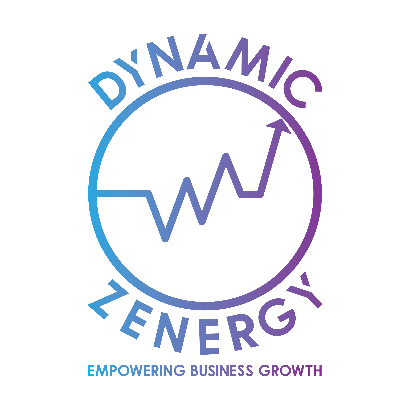 DYNAMIC
ZENERGY
EMPOWERING BUSINESS GROWTH